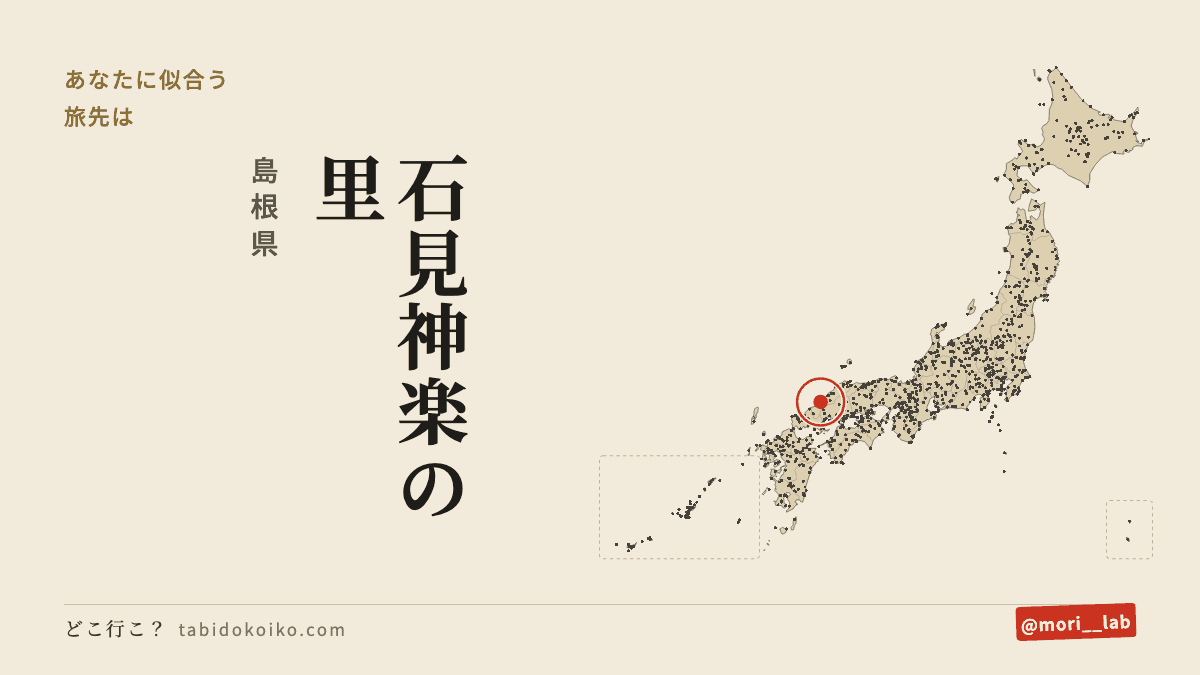 あなたに似合う
旅先は
石見神楽の
里
島根県
どこ行こ？ tabidokoiko.com
@mori__lab